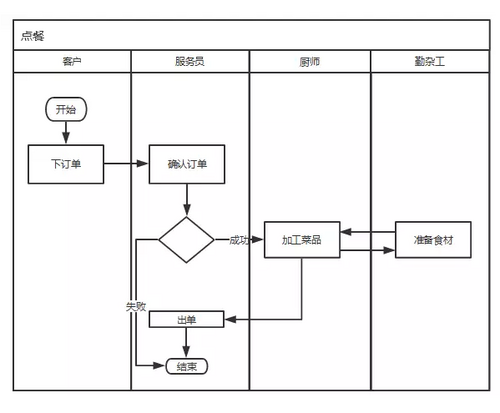 点餐
客户
服务员
厨师
勤杂工
开始
下订单
确认订单
成功
加工菜品
准备食材
失败
出单
结束